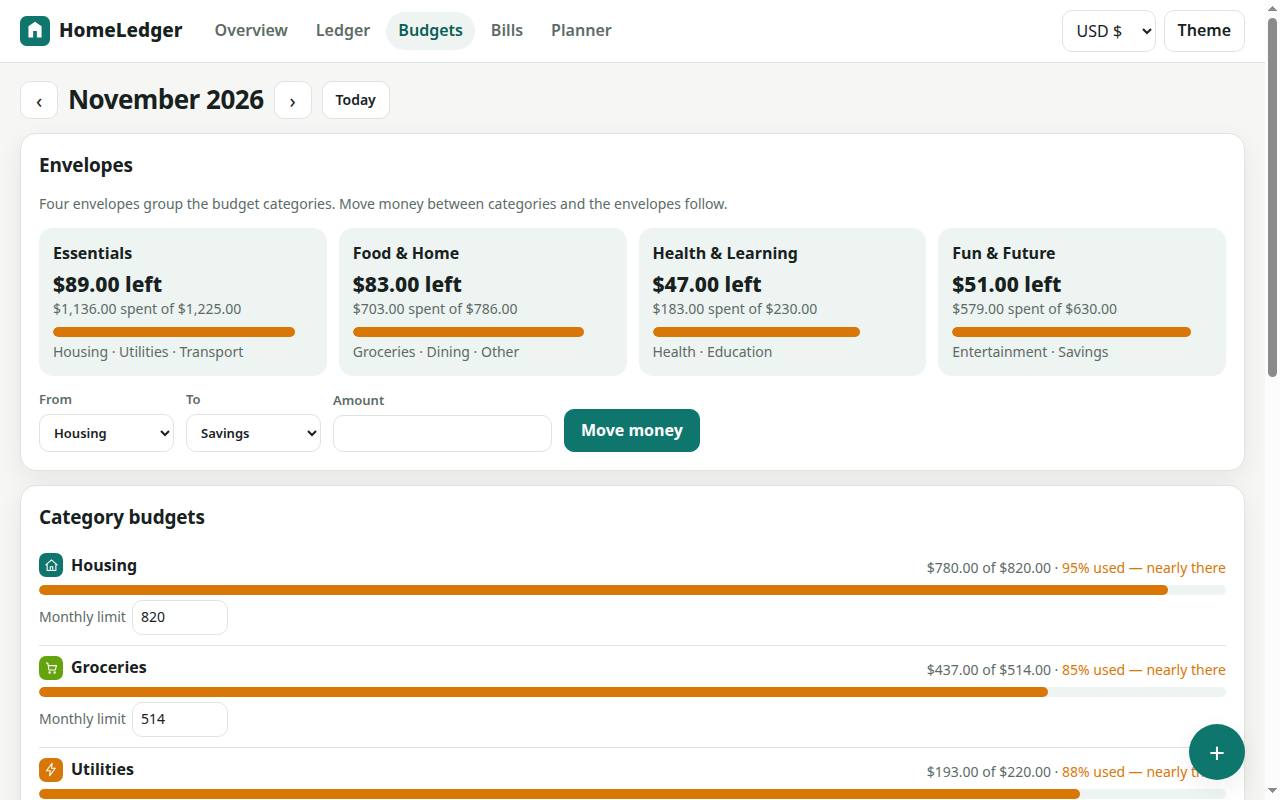 HomeLedger Overview Ledger Budgets Bills Planner USD $ Theme
‹ November 2026 › Today
Envelopes
Four envelopes group the budget categories. Move money between categories and the envelopes follow.
Essentials
$89.00 left
$1,136.00 spent of $1,225.00
Housing · Utilities · Transport
Food & Home
$83.00 left
$703.00 spent of $786.00
Groceries · Dining · Other
Health & Learning
$47.00 left
$183.00 spent of $230.00
Health · Education
Fun & Future
$51.00 left
$579.00 spent of $630.00
Entertainment · Savings
From To Amount
Housing Savings Move money
Category budgets
Housing $780.00 of $820.00 · 95% used — nearly there
Monthly limit 820
Groceries $437.00 of $514.00 · 85% used — nearly there
Monthly limit 514
+
Utilities $193.00 of $220.00 · 88% used — nearly